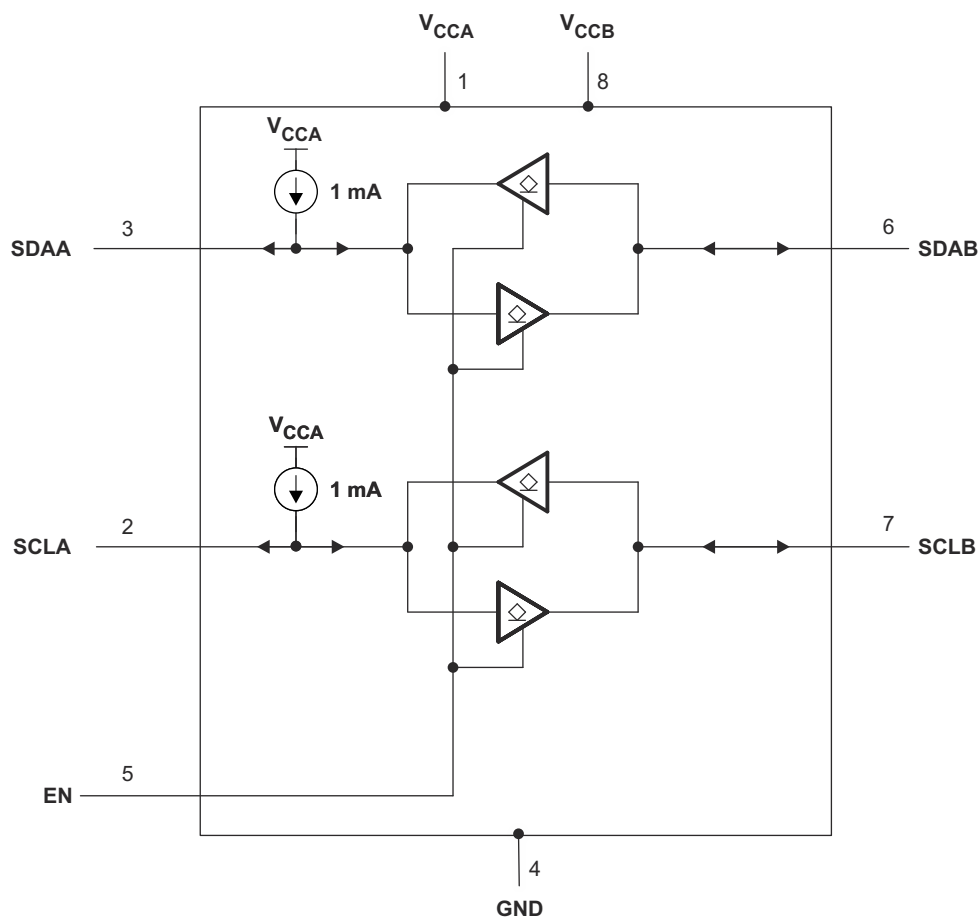 VCCA VCCB
1 8
VCCA
1 mA
3 6
SDAA SDAB
VCCA
1 mA
2 7
SCLA SCLB
5
EN
4
GND